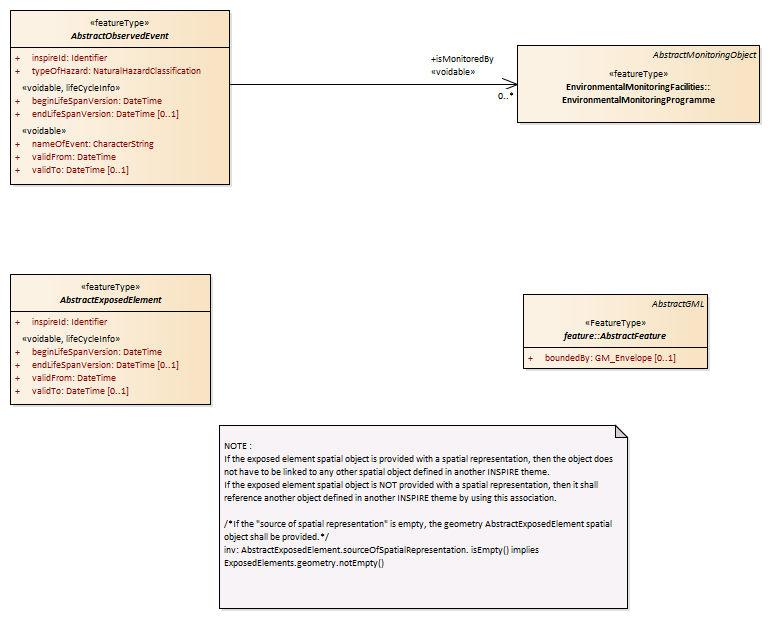 «featureType»
AbstractObservedEvent
+ inspireId: Identifier
+ typeOfHazard: NaturalHazardClassification
«voidable, lifeCycleInfo»
+ beginLifeSpanVersion: DateTime
+ endLifeSpanVersion: DateTime [0..1]
«voidable»
+ nameOfEvent: CharacterString
+ validFrom: DateTime
+ validTo: DateTime [0..1]
+isMonitoredBy
«voidable»
0..*
AbstractMonitoringObject
«featureType»
EnvironmentalMonitoringFacilities::
EnvironmentalMonitoringProgramme
«featureType»
AbstractExposedElement
+ inspireId: Identifier
«voidable, lifeCycleInfo»
+ beginLifeSpanVersion: DateTime
+ endLifeSpanVersion: DateTime [0..1]
+ validFrom: DateTime
+ validTo: DateTime [0..1]
AbstractGML
«FeatureType»
feature::AbstractFeature
+ boundedBy: GM_Envelope [0..1]
NOTE :
If the exposed element spatial object is provided with a spatial representation, then the object does
not have to be linked to any other spatial object defined in another INSPIRE theme.
If the exposed element spatial object is NOT provided with a spatial representation, then it shall
reference another object defined in another INSPIRE theme by using this association.
/*If the "source of spatial representation" is empty, the geometry AbstractExposedElement spatial
object shall be provided.*/
inv: AbstractExposedElement.sourceOfSpatialRepresentation. isEmpty() implies
ExposedElements.geometry.notEmpty()